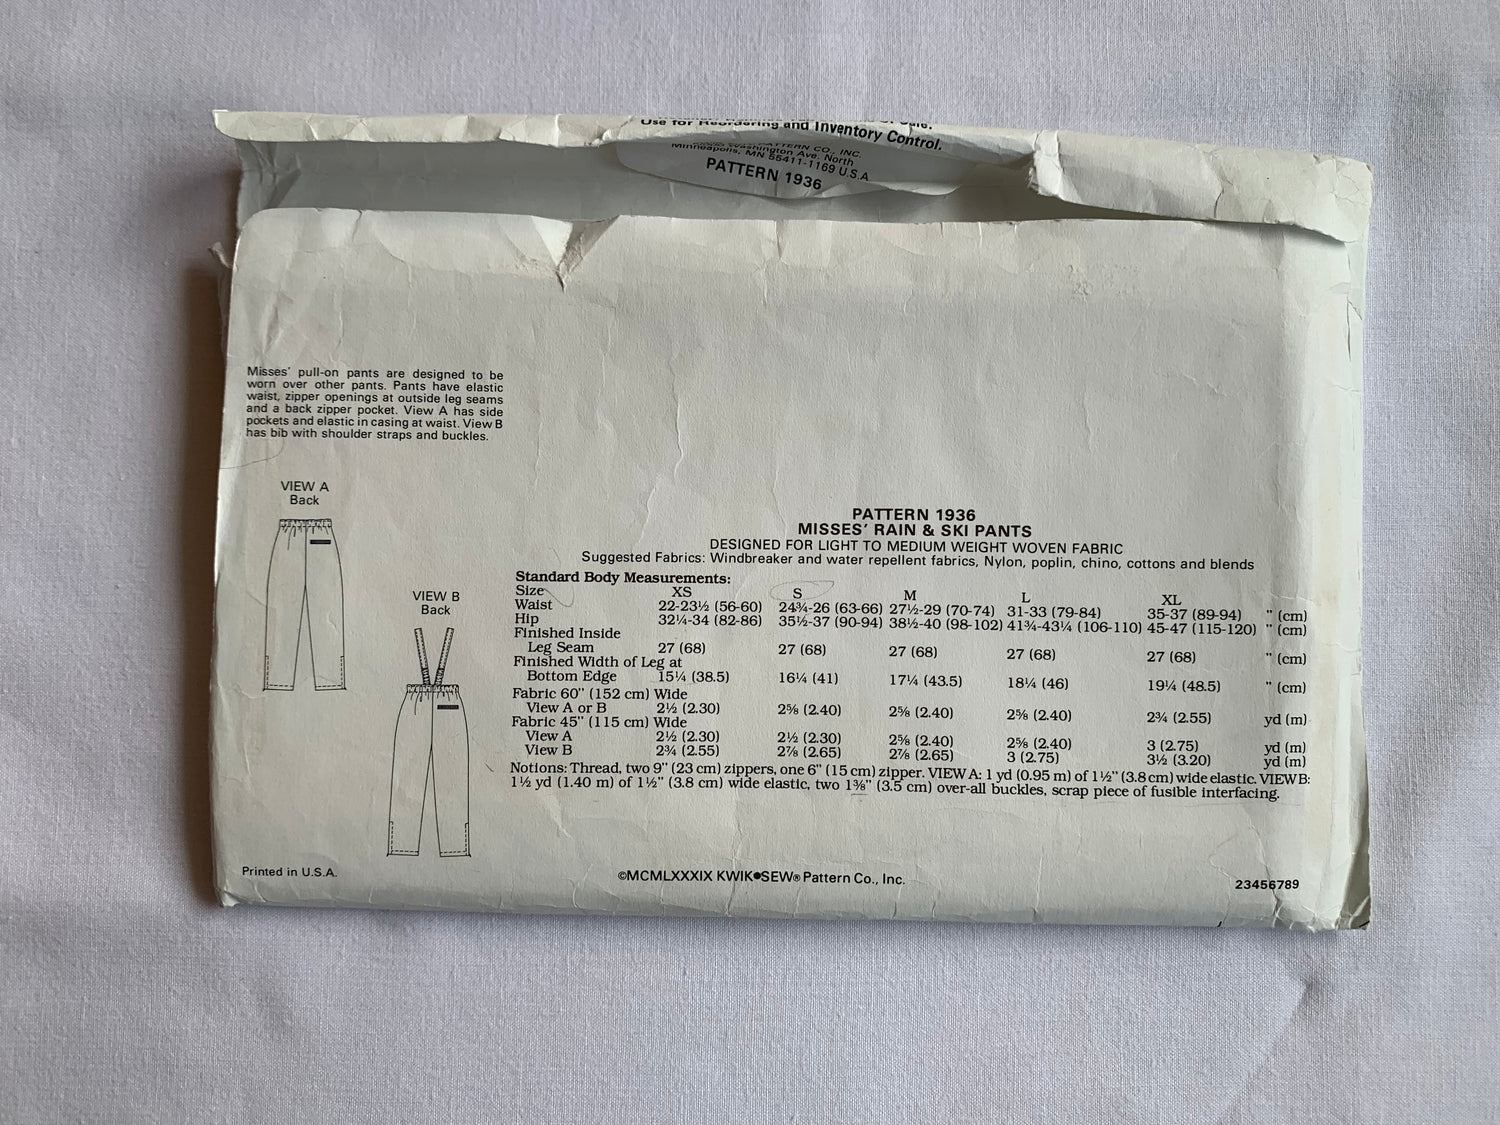 Use for Reordering and Inventory Control.
PATTERN CO., INC.
Washington Ave. North
Minneapolis, MN 55411-1169 U.S.A
PATTERN 1936
Misses' pull-on pants are designed to be
worn over other pants. Pants have elastic
waist, zipper openings at outside leg seams
and a back zipper pocket. View A has side
pockets and elastic in casing at waist. View B
has bib with shoulder straps and buckles.
VIEW A
Back
VIEW B
Back
PATTERN 1936
MISSES' RAIN & SKI PANTS
DESIGNED FOR LIGHT TO MEDIUM WEIGHT WOVEN FABRIC
Suggested Fabrics: Windbreaker and water repellent fabrics, Nylon, poplin, chino, cottons and blends
Standard Body Measurements:
Size XS S M L XL
Waist 22-23½ (56-60) 24¾-26 (63-66) 27½-29 (70-74) 31-33 (79-84) 35-37 (89-94) " (cm)
Hip 32¼-34 (82-86) 35½-37 (90-94) 38½-40 (98-102) 41¾-43¼ (106-110) 45-47 (115-120) " (cm)
Finished Inside
Leg Seam 27 (68) 27 (68) 27 (68) 27 (68) 27 (68) " (cm)
Finished Width of Leg at
Bottom Edge 15¼ (38.5) 16¼ (41) 17¼ (43.5) 18¼ (46) 19¼ (48.5) " (cm)
Fabric 60" (152 cm) Wide
View A or B 2½ (2.30) 2⅝ (2.40) 2⅝ (2.40) 2⅝ (2.40) 2¾ (2.55) yd (m)
Fabric 45" (115 cm) Wide
View A 2½ (2.30) 2½ (2.30) 2⅝ (2.40) 2⅝ (2.40) 3 (2.75) yd (m)
View B 2¾ (2.55) 2⅞ (2.65) 2⅞ (2.65) 3 (2.75) 3½ (3.20) yd (m)
Notions: Thread, two 9" (23 cm) zippers, one 6" (15 cm) zipper. VIEW A: 1 yd (0.95 m) of 1½" (3.8 cm) wide elastic. VIEW B:
1½ yd (1.40 m) of 1½" (3.8 cm) wide elastic, two 1⅜" (3.5 cm) over-all buckles, scrap piece of fusible interfacing.
Printed in U.S.A.
©MCMLXXXIX KWIK•SEW® Pattern Co., Inc.
23456789